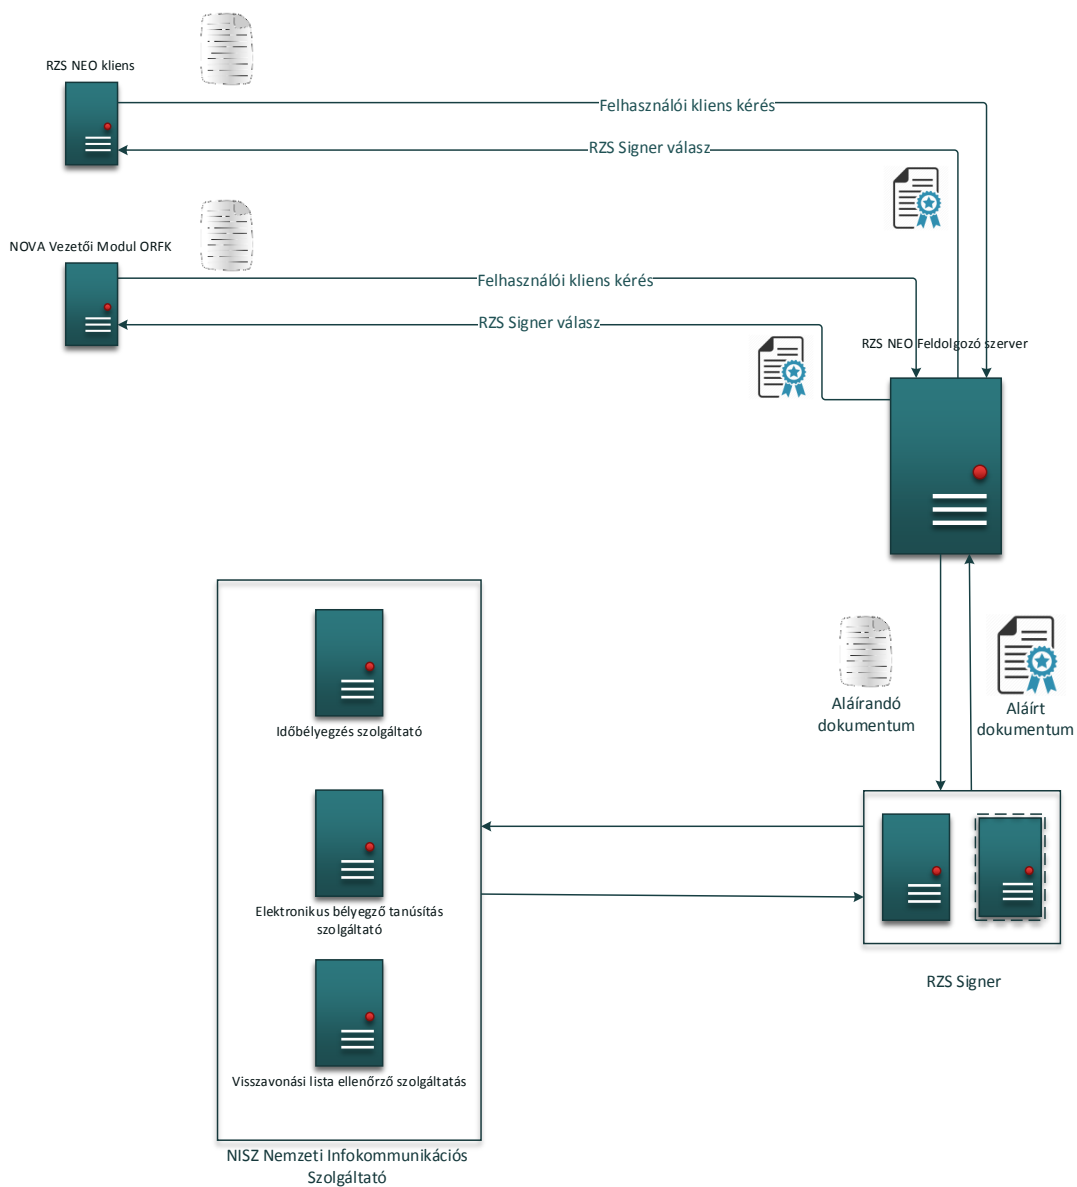 RZS NEO kliens
Felhasználói kliens kérés
RZS Signer válasz
NOVA Vezetői Modul ORFK
Felhasználói kliens kérés
RZS Signer válasz
RZS NEO Feldolgozó szerver
Aláírandó
dokumentum
Aláírt
dokumentum
Időbélyegzés szolgáltató
Elektronikus bélyegző tanúsítás
szolgáltató
RZS Signer
Visszavonási lista ellenőrző szolgáltatás
NISZ Nemzeti Infokommunikációs
Szolgáltató